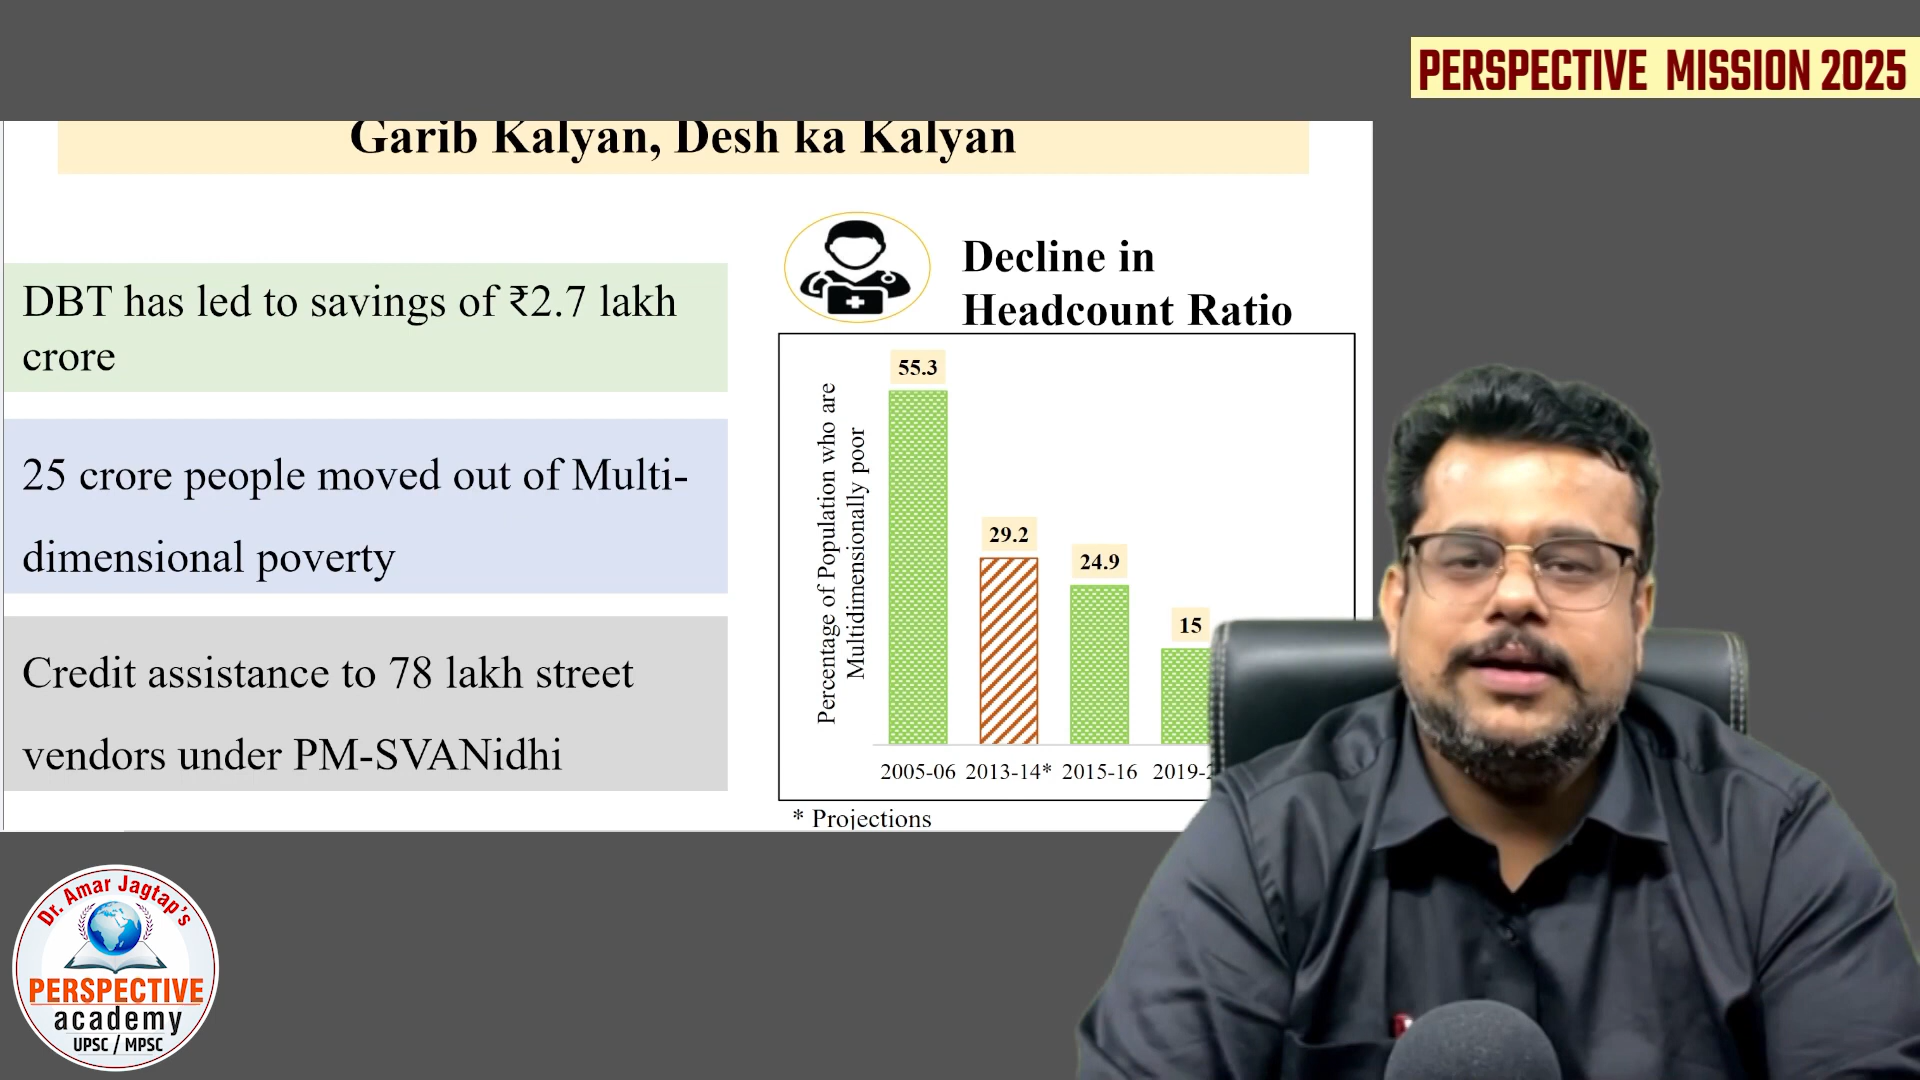 PERSPECTIVE MISSION 2025
Garib Kalyan, Desh ka Kalyan
DBT has led to savings of ₹2.7 lakh
crore
25 crore people moved out of Multi-
dimensional poverty
Credit assistance to 78 lakh street
vendors under PM-SVANidhi
Decline in
Headcount Ratio
Percentage of Population who are
Multidimensionally poor
55.3
29.2
24.9
15
2005-06 2013-14* 2015-16
* Projections
Dr. Amar Jagtap's
PERSPECTIVE
academy
UPSC / MPSC